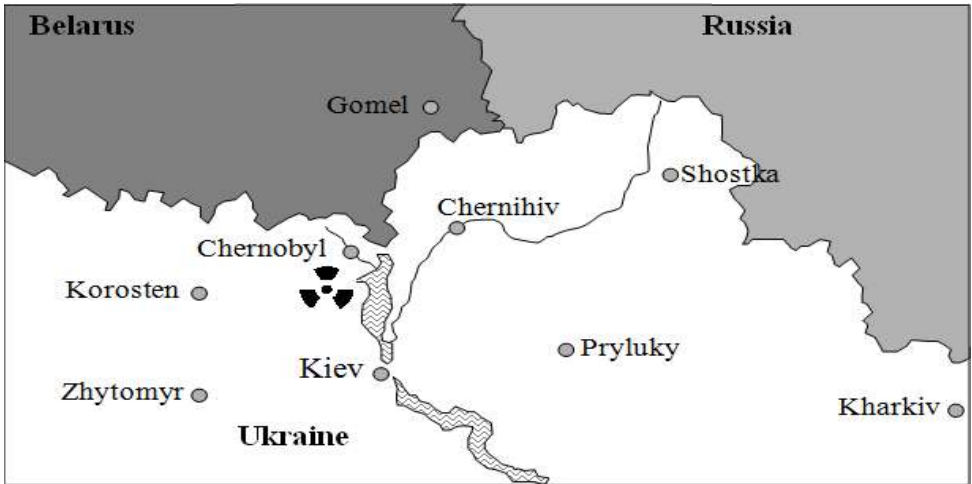 Belarus
Russia
Gomel
Shostka
Chernihiv
Chernobyl
Korosten
Pryluky
Kiev
Zhytomyr
Kharkiv
Ukraine